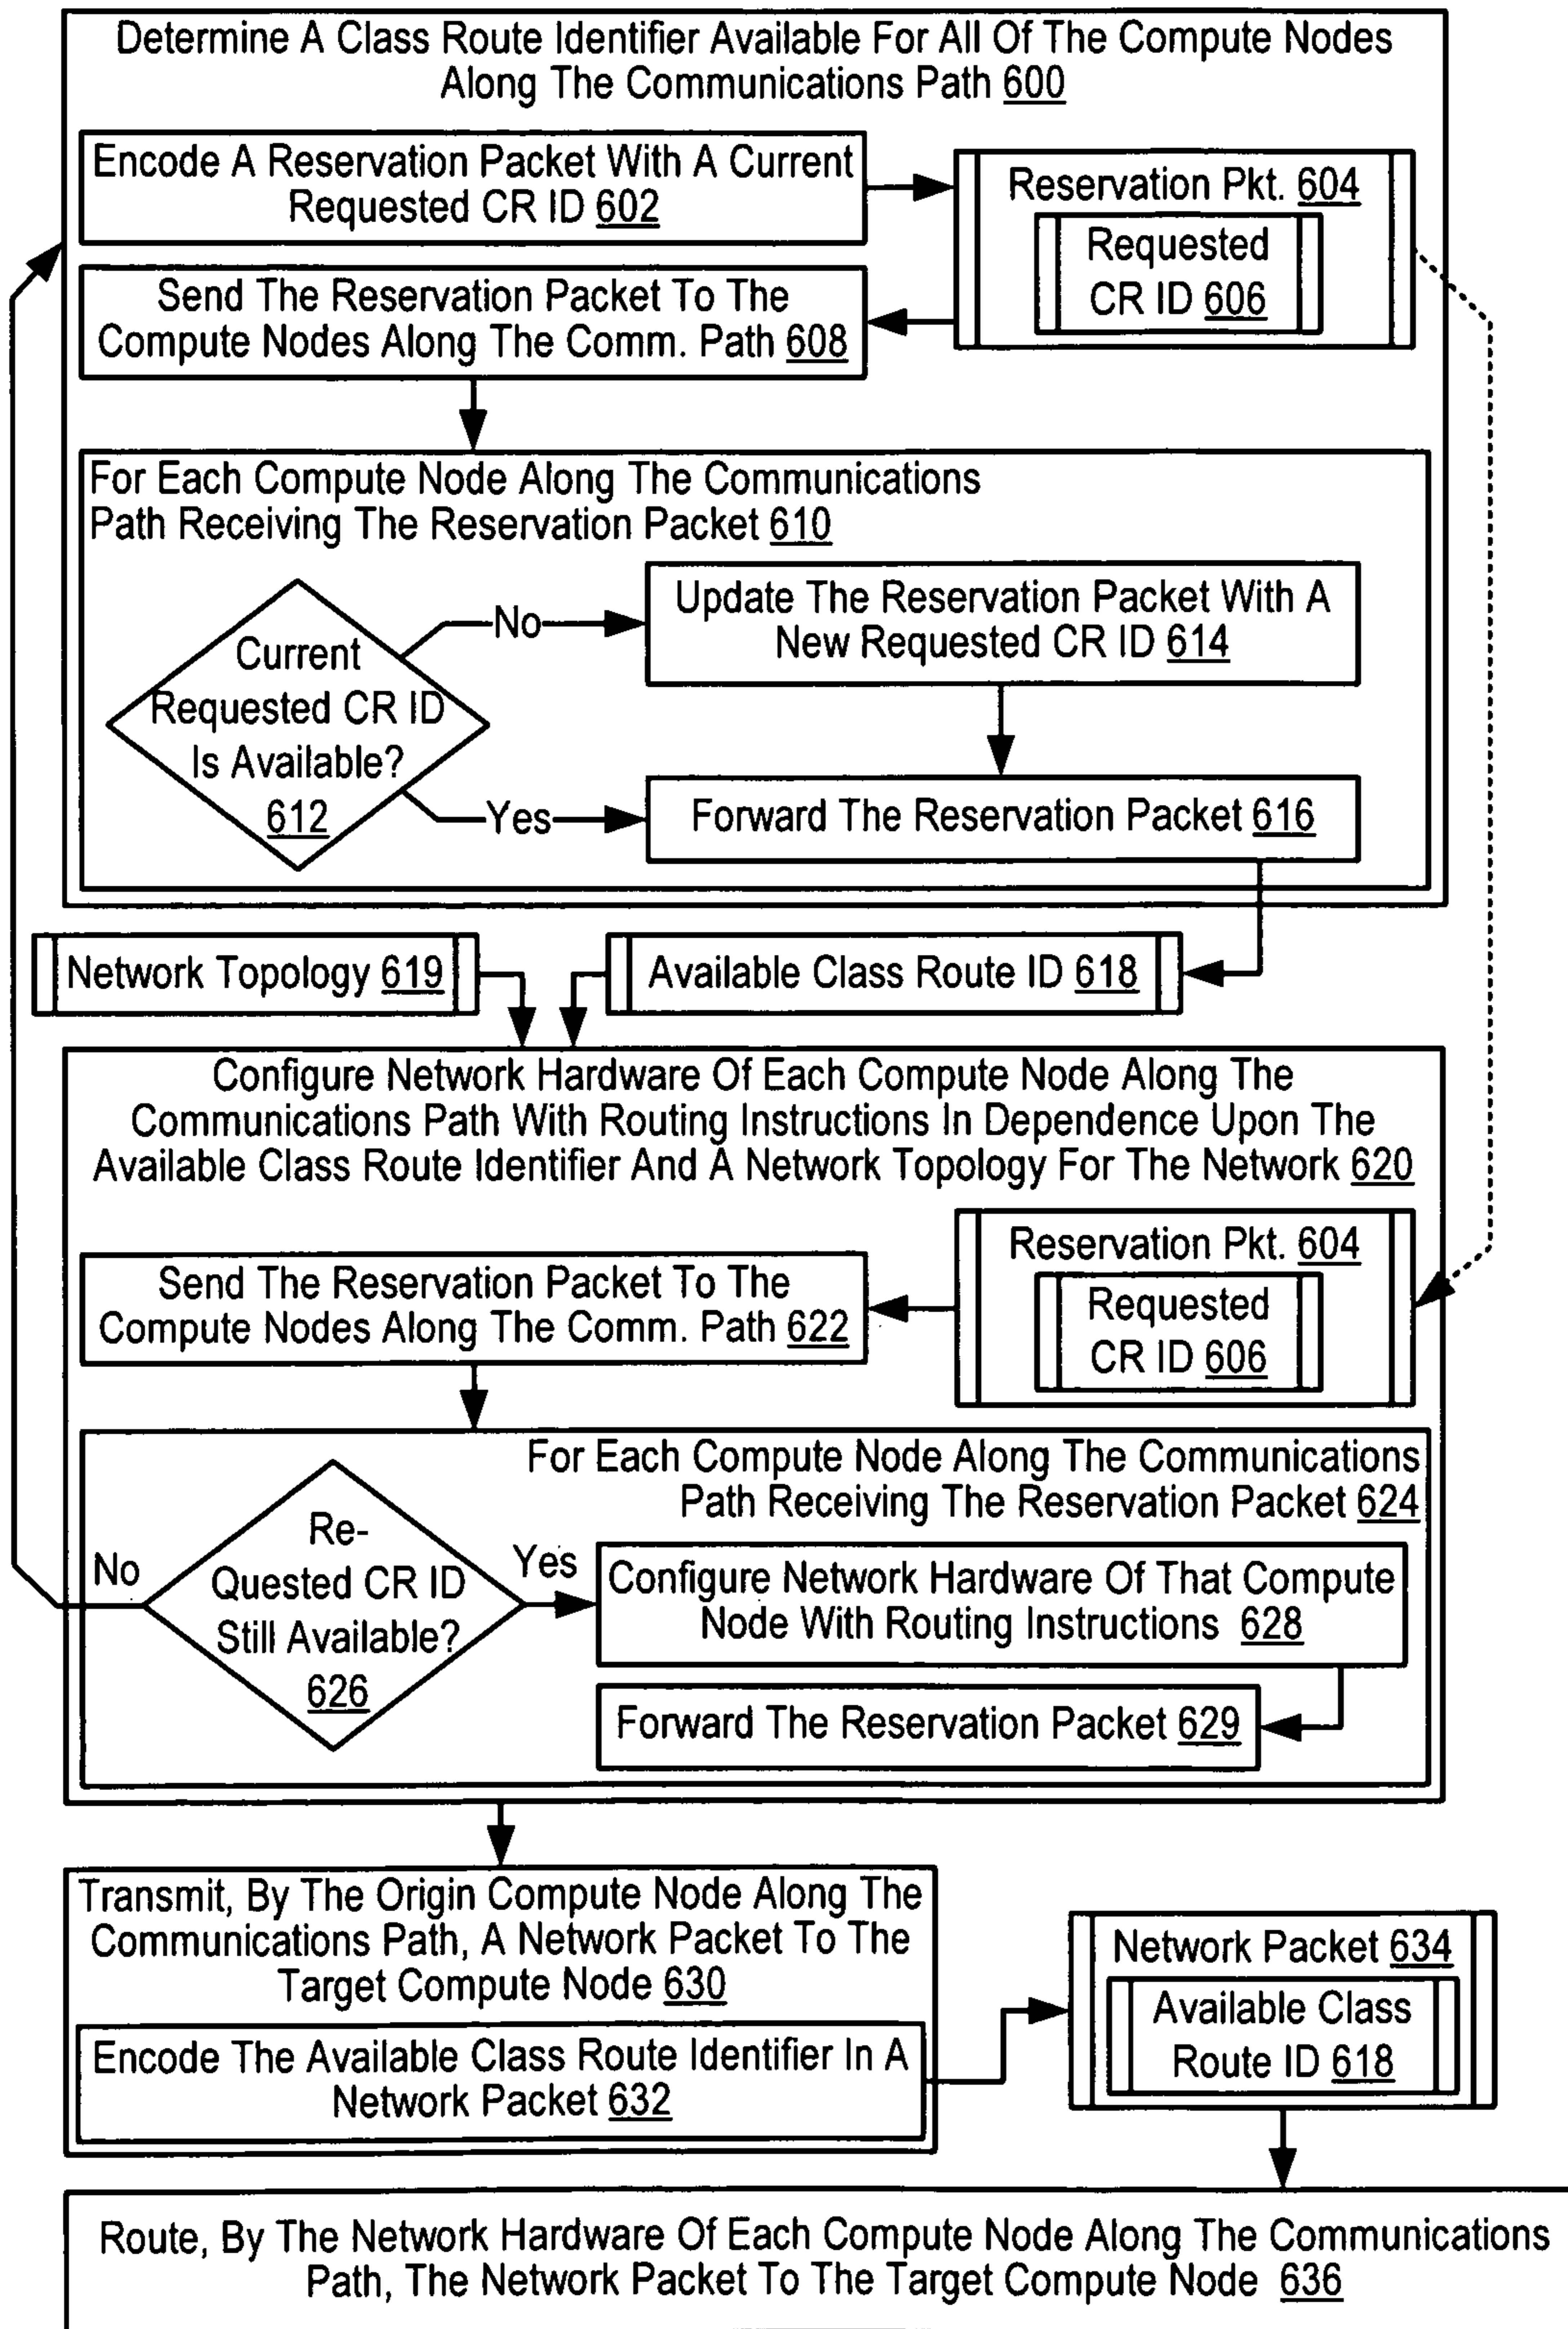 Determine A Class Route Identifier Available For All Of The Compute Nodes
Along The Communications Path 600
Encode A Reservation Packet With A Current
Requested CR ID 602
Reservation Pkt. 604
Requested
CR ID 606
Send The Reservation Packet To The
Compute Nodes Along The Comm. Path 608
For Each Compute Node Along The Communications
Path Receiving The Reservation Packet 610
Current
Requested CR ID
Is Available?
612
No
Update The Reservation Packet With A
New Requested CR ID 614
Yes
Forward The Reservation Packet 616
Network Topology 619
Available Class Route ID 618
Configure Network Hardware Of Each Compute Node Along The
Communications Path With Routing Instructions In Dependence Upon The
Available Class Route Identifier And A Network Topology For The Network 620
Reservation Pkt. 604
Requested
CR ID 606
Send The Reservation Packet To The
Compute Nodes Along The Comm. Path 622
For Each Compute Node Along The Communications
Path Receiving The Reservation Packet 624
Re-
Quested CR ID
Still Available?
626
No
Yes
Configure Network Hardware Of That Compute
Node With Routing Instructions 628
Forward The Reservation Packet 629
Transmit, By The Origin Compute Node Along The
Communications Path, A Network Packet To The
Target Compute Node 630
Encode The Available Class Route Identifier In A
Network Packet 632
Network Packet 634
Available Class
Route ID 618
Route, By The Network Hardware Of Each Compute Node Along The Communications
Path, The Network Packet To The Target Compute Node 636